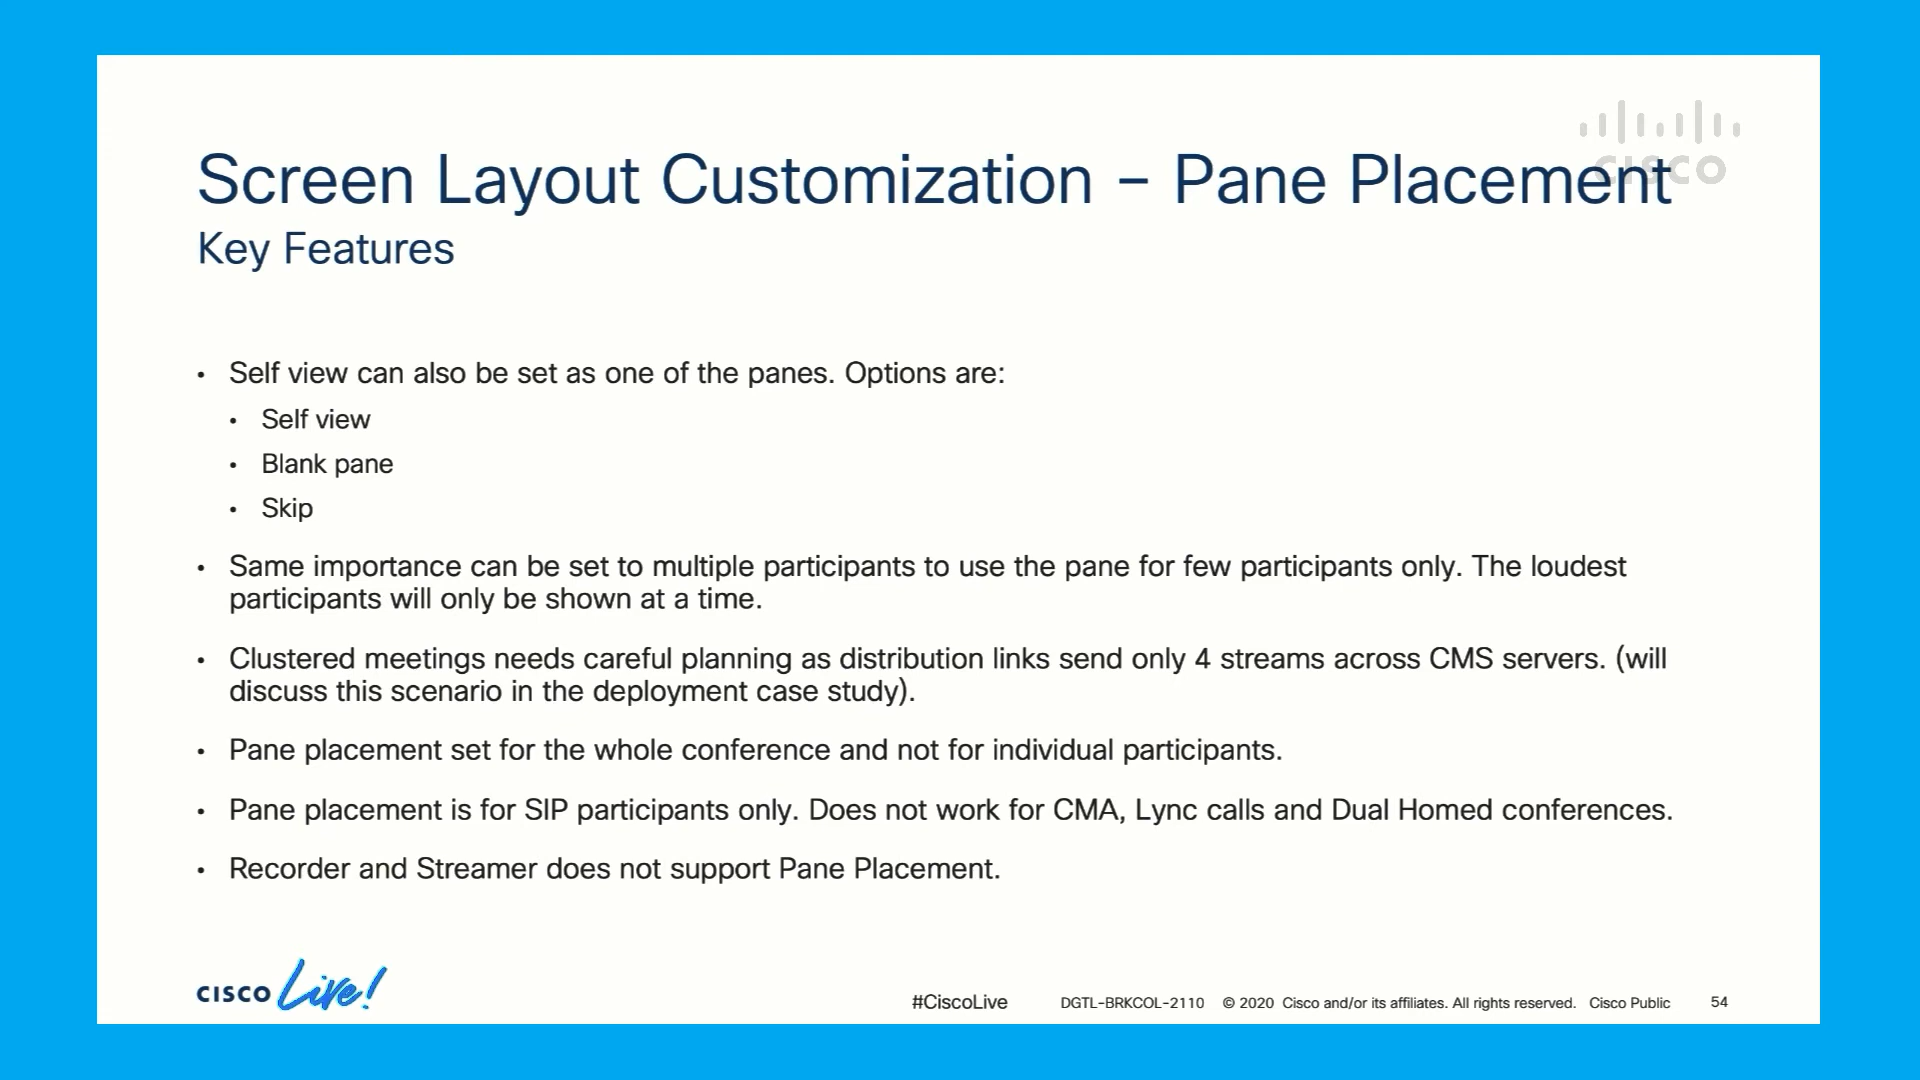 CISCO
Screen Layout Customization – Pane Placement
Key Features
• Self view can also be set as one of the panes. Options are:
• Self view
• Blank pane
• Skip
• Same importance can be set to multiple participants to use the pane for few participants only. The loudest
participants will only be shown at a time.
• Clustered meetings needs careful planning as distribution links send only 4 streams across CMS servers. (will
discuss this scenario in the deployment case study).
• Pane placement set for the whole conference and not for individual participants.
• Pane placement is for SIP participants only. Does not work for CMA, Lync calls and Dual Homed conferences.
• Recorder and Streamer does not support Pane Placement.
CISCO Live! #CiscoLive DGTL-BRKCOL-2110 © 2020 Cisco and/or its affiliates. All rights reserved. Cisco Public 54